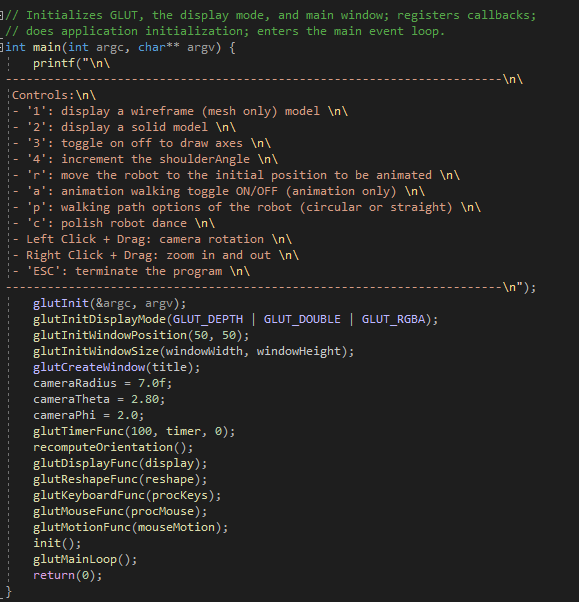 // Initializes GLUT, the display mode, and main window; registers callbacks;
// does application initialization; enters the main event loop.
int main(int argc, char** argv) {
    printf("\n\
------------------------------------------------------------------\n\
Controls:\n\
- '1': display a wireframe (mesh only) model \n\
- '2': display a solid model \n\
- '3': toggle on off to draw axes \n\
- '4': increment the shoulderAngle \n\
- 'r': move the robot to the initial position to be animated \n\
- 'a': animation walking toggle ON/OFF (animation only) \n\
- 'p': walking path options of the robot (circular or straight) \n\
- 'c': polish robot dance \n\
- Left Click + Drag: camera rotation \n\
- Right Click + Drag: zoom in and out \n\
- 'ESC': terminate the program \n\
------------------------------------------------------------------\n");
    glutInit(&argc, argv);
    glutInitDisplayMode(GLUT_DEPTH | GLUT_DOUBLE | GLUT_RGBA);
    glutInitWindowPosition(50, 50);
    glutInitWindowSize(windowWidth, windowHeight);
    glutCreateWindow(title);
    cameraRadius = 7.0f;
    cameraTheta = 2.80;
    cameraPhi = 2.0;
    glutTimerFunc(100, timer, 0);
    recomputeOrientation();
    glutDisplayFunc(display);
    glutReshapeFunc(reshape);
    glutKeyboardFunc(procKeys);
    glutMouseFunc(procMouse);
    glutMotionFunc(mouseMotion);
    init();
    glutMainLoop();
    return(0);
}